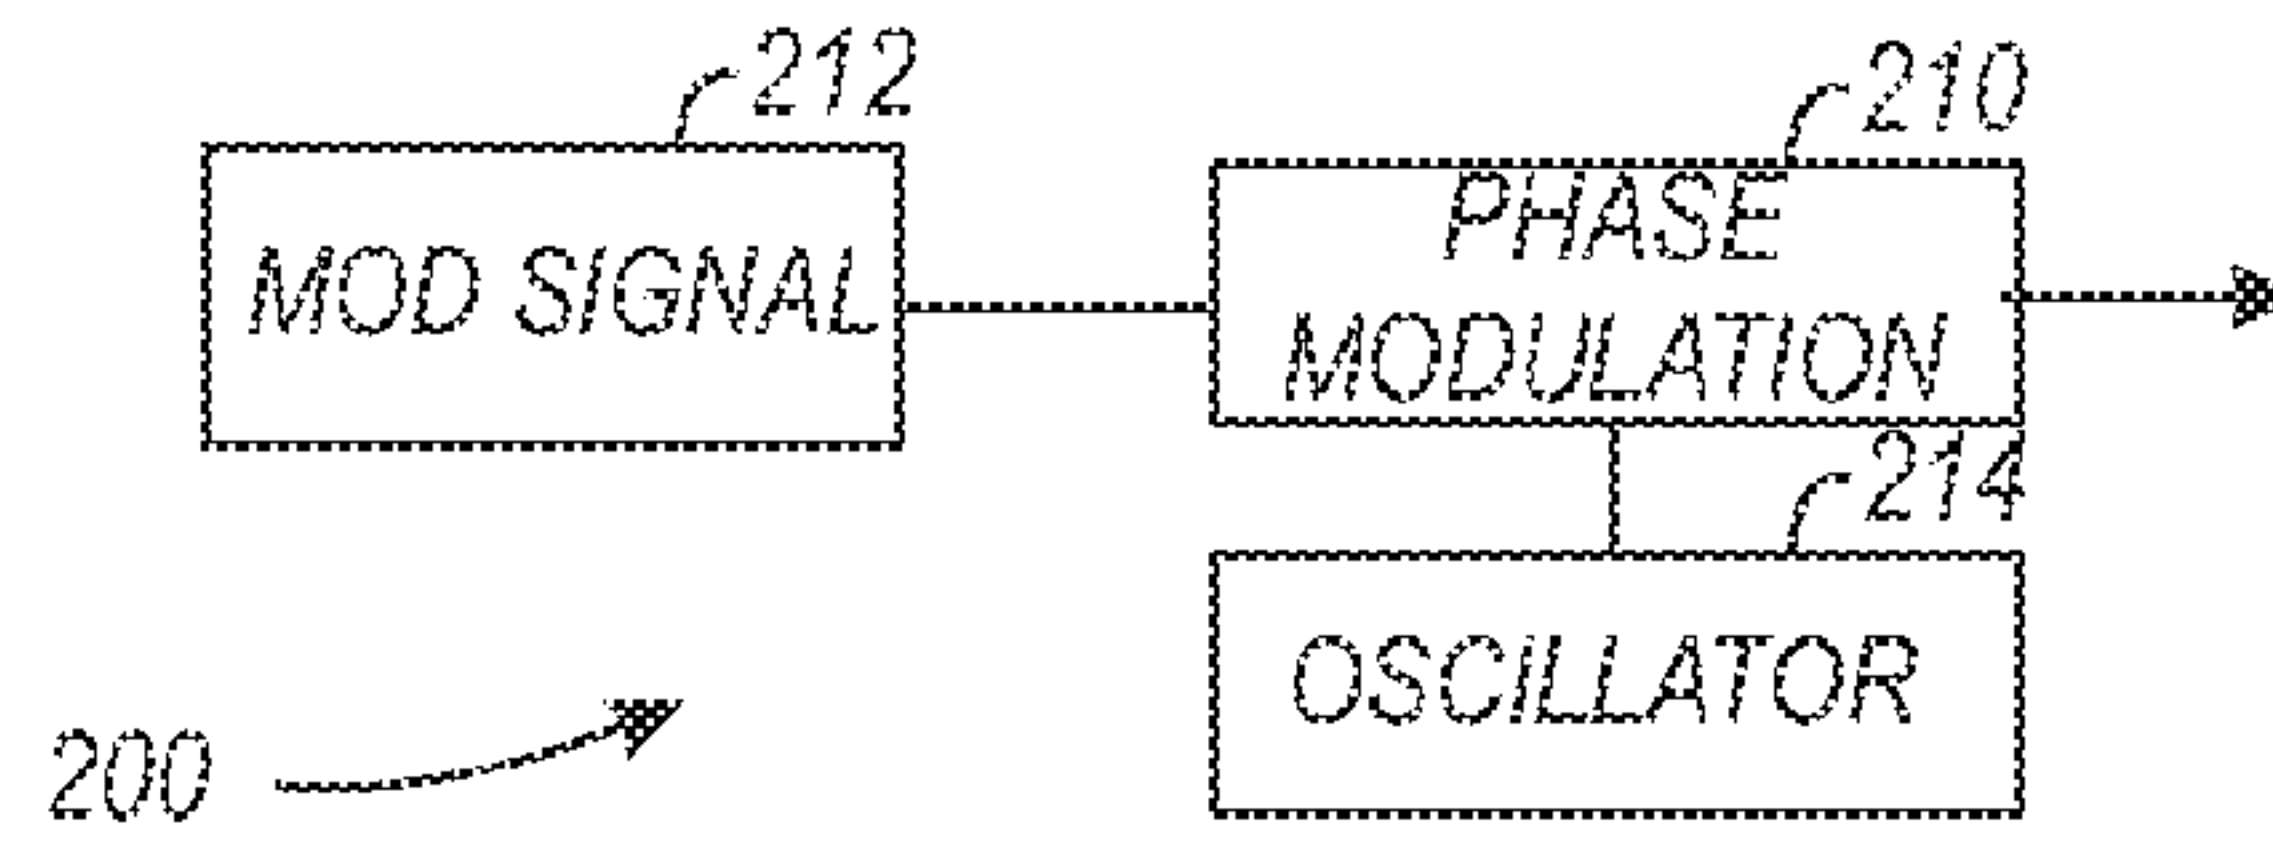 212
210
MOD SIGNAL
PHASE
MODULATION
214
OSCILLATOR
200